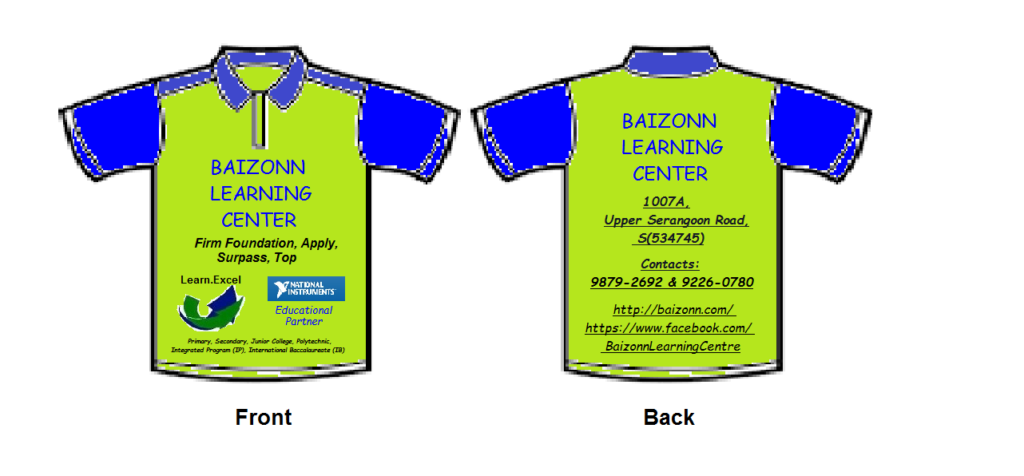 BAIZONN
LEARNING
CENTER
Firm Foundation, Apply,
Surpass, Top
Learn.Excel
NATIONAL
INSTRUMENTS
Educational
Partner
Primary, Secondary, Junior College, Polytechnic,
Integrated Program (IP), International Baccalaureate (IB)
Front
BAIZONN
LEARNING
CENTER
1007A,
Upper Serangoon Road,
S(534745)
Contacts:
9879-2692 & 9226-0780
http://baizonn.com/
https://www.facebook.com/
BaizonnLearningCentre
Back